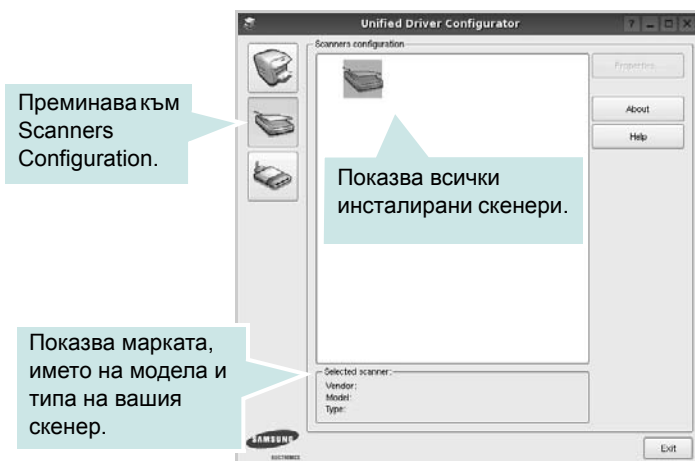 Unified Driver Configurator
Scanners configuration
Properties...
About
Help
Преминава към
Scanners
Configuration.
Показва всички
инсталирани скенери.
Показва марката,
името на модела и
типа на вашия
скенер.
Selected scanner:
Vendor:
Model:
Type:
SAMSUNG
ELECTRONICS
Exit